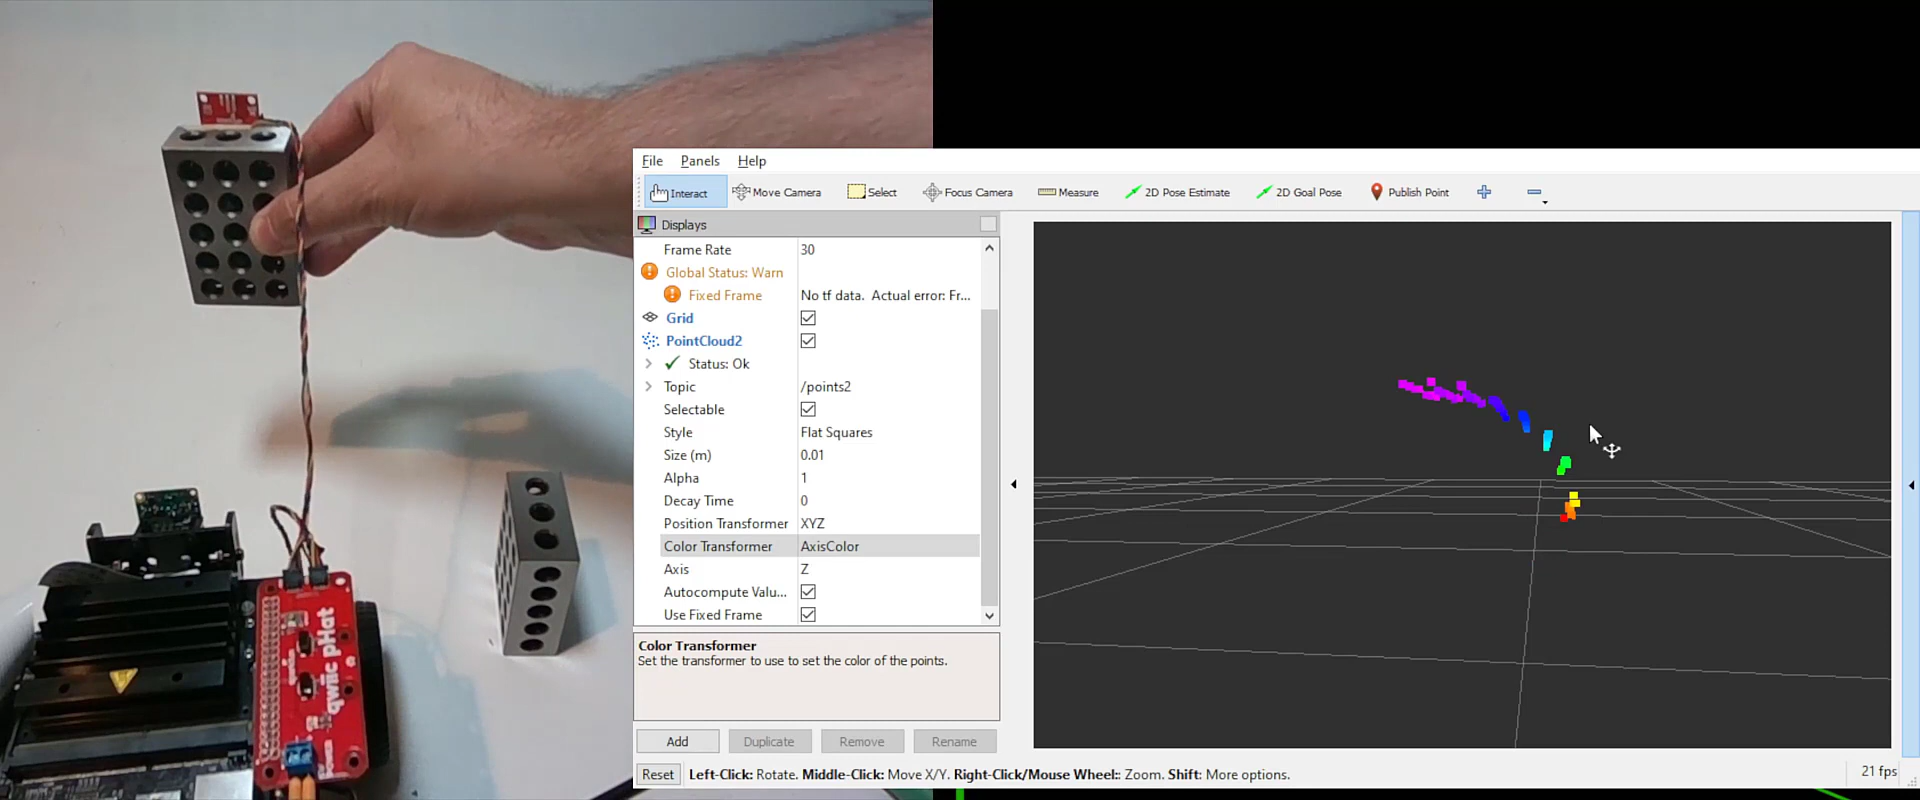 File Panels Help
Interact Move Camera Select Focus Camera Measure 2D Pose Estimate 2D Goal Pose Publish Point
Displays
Frame Rate 30
Global Status: Warn
Fixed Frame No tf data. Actual error: Fr...
Grid
PointCloud2
Status: Ok
Topic /points2
Selectable
Style Flat Squares
Size (m) 0.01
Alpha 1
Decay Time 0
Position Transformer XYZ
Color Transformer AxisColor
Axis Z
Autocompute Valu...
Use Fixed Frame
Color Transformer
Set the transformer to use to set the color of the points.
Add Duplicate Remove Rename
Reset Left-Click: Rotate. Middle-Click: Move X/Y. Right-Click/Mouse Wheel:: Zoom. Shift: More options.
21 fps
qwiic pHat